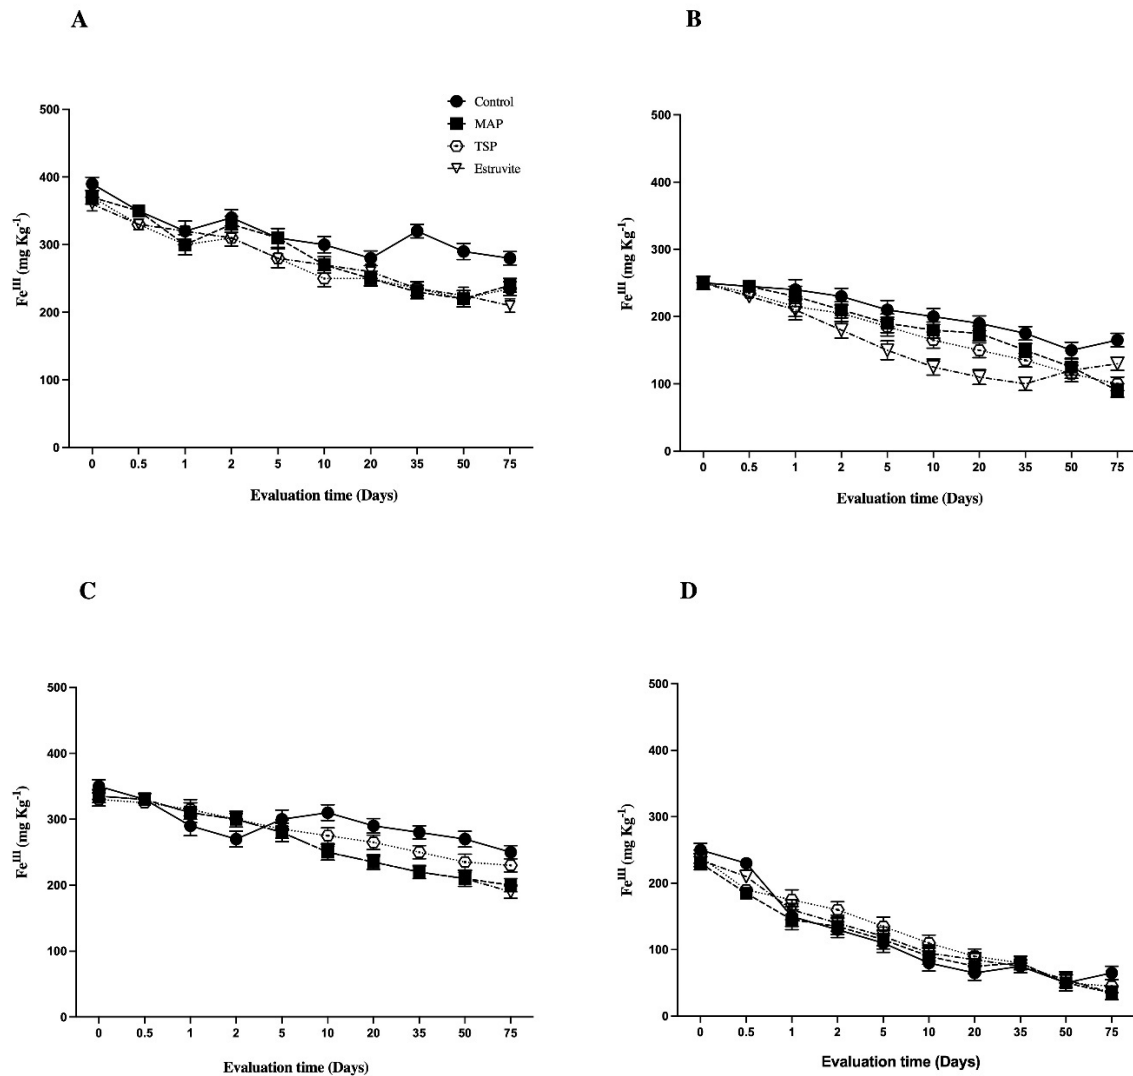 A
B
500
400
300
200
100
0
Fe^III (mg Kg^-1)
Control
MAP
TSP
Estruvite
0 0.5 1 2 5 10 20 35 50 75
Evaluation time (Days)
500
400
300
200
100
0
Fe^III (mg Kg^-1)
0 0.5 1 2 5 10 20 35 50 75
Evaluation time (Days)
C
D
500
400
300
200
100
0
Fe^III (mg Kg^-1)
0 0.5 1 2 5 10 20 35 50 75
Evaluation time (Days)
500
400
300
200
100
0
Fe^III (mg Kg^-1)
0 0.5 1 2 5 10 20 35 50 75
Evaluation time (Days)